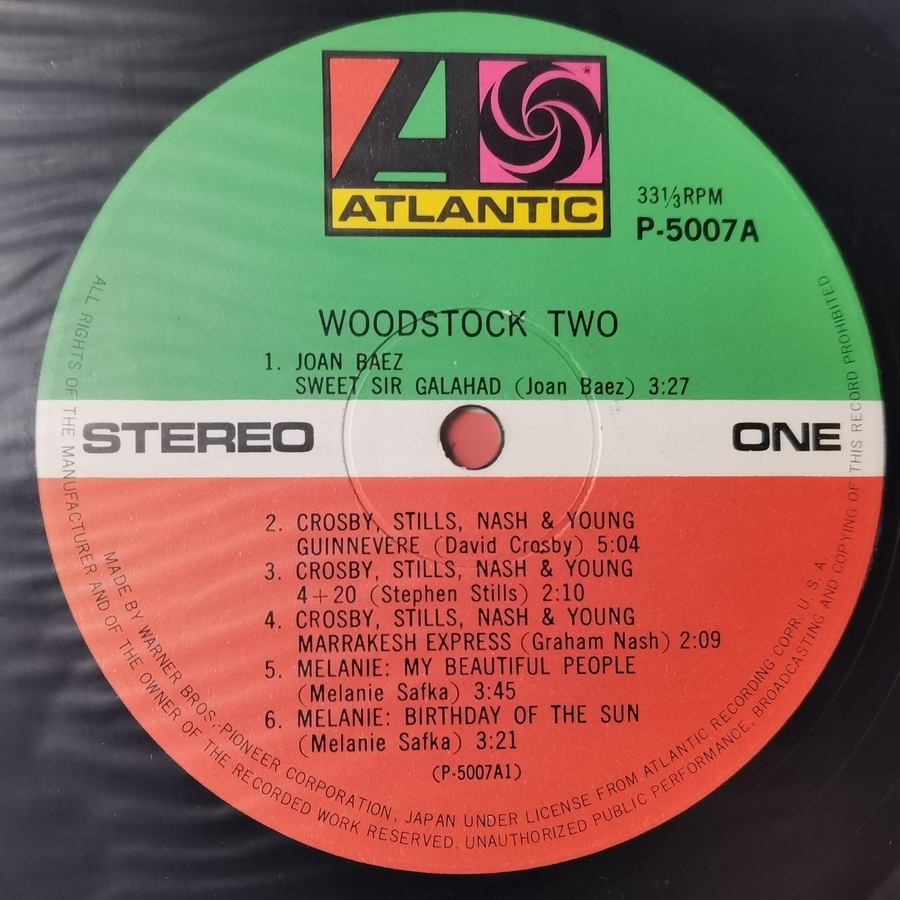 ATLANTIC
®
33⅓RPM
P-5007A
WOODSTOCK TWO
1. JOAN BAEZ
SWEET SIR GALAHAD (Joan Baez) 3:27
STEREO
ONE
2. CROSBY, STILLS, NASH & YOUNG
GUINNEVERE (David Crosby) 5:04
3. CROSBY, STILLS, NASH & YOUNG
4+20 (Stephen Stills) 2:10
4. CROSBY, STILLS, NASH & YOUNG
MARRAKESH EXPRESS (Graham Nash) 2:09
5. MELANIE: MY BEAUTIFUL PEOPLE
(Melanie Safka) 3:45
6. MELANIE: BIRTHDAY OF THE SUN
(Melanie Safka) 3:21
(P-5007A1)
MADE BY WARNER BROS.-PIONEER CORPORATION, JAPAN UNDER LICENSE FROM ATLANTIC RECORDING COPR. U. S. A.
ALL RIGHTS OF THE MANUFACTURER AND OF THE OWNER OF THE RECORDED WORK RESERVED. UNAUTHORIZED PUBLIC PERFORMANCE, BROADCASTING AND COPYING OF THIS RECORD PROHIBITED.